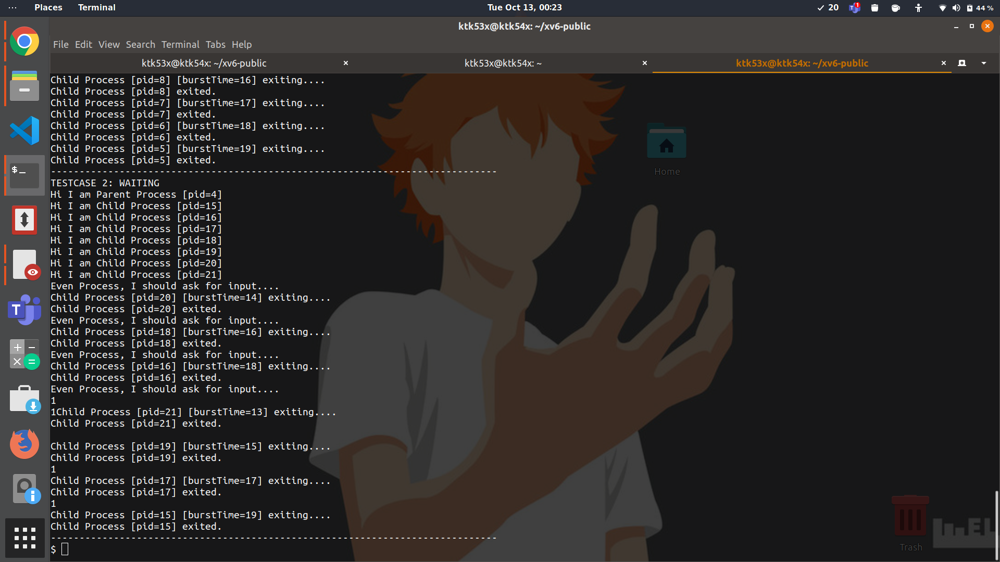 Places Terminal Tue Oct 13, 00:23 20 1 44 %
ktk53x@ktk54x: ~/xv6-public
File Edit View Search Terminal Tabs Help
ktk53x@ktk54x: ~/xv6-public ktk53x@ktk54x: ~ ktk53x@ktk54x: ~/xv6-public
Child Process [pid=8] [burstTime=16] exiting....
Child Process [pid=8] exited.
Child Process [pid=7] [burstTime=17] exiting....
Child Process [pid=7] exited.
Child Process [pid=6] [burstTime=18] exiting....
Child Process [pid=6] exited.
Child Process [pid=5] [burstTime=19] exiting....
Child Process [pid=5] exited.
------------------------------------------------------------------------------
TESTCASE 2: WAITING
Hi I am Parent Process [pid=4]
Hi I am Child Process [pid=15]
Hi I am Child Process [pid=16]
Hi I am Child Process [pid=17]
Hi I am Child Process [pid=18]
Hi I am Child Process [pid=19]
Hi I am Child Process [pid=20]
Hi I am Child Process [pid=21]
Even Process, I should ask for input....
Child Process [pid=20] [burstTime=14] exiting....
Child Process [pid=20] exited.
Even Process, I should ask for input....
Child Process [pid=18] [burstTime=16] exiting....
Child Process [pid=18] exited.
Even Process, I should ask for input....
Child Process [pid=16] [burstTime=18] exiting....
Child Process [pid=16] exited.
Even Process, I should ask for input....
1
1Child Process [pid=21] [burstTime=13] exiting....
Child Process [pid=21] exited.
Child Process [pid=19] [burstTime=15] exiting....
Child Process [pid=19] exited.
1
Child Process [pid=17] [burstTime=17] exiting....
Child Process [pid=17] exited.
1
Child Process [pid=15] [burstTime=19] exiting....
Child Process [pid=15] exited.
------------------------------------------------------------------------------
$
Home
Trash
$_
T